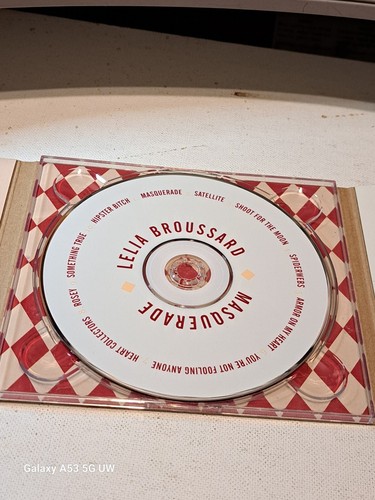 LELIA BROUSSARD
MASQUERADE
MASQUERADE
SATELLITE
SHOOT FOR THE MOON
SPIDERWEBS
ARMOR ON MY HEART
YOU'RE NOT FOOLING ANYONE
HEART COLLECTORS
ROSEY
SOMETHING TRUE
HIPSTER BITCH
Galaxy A53 5G UW